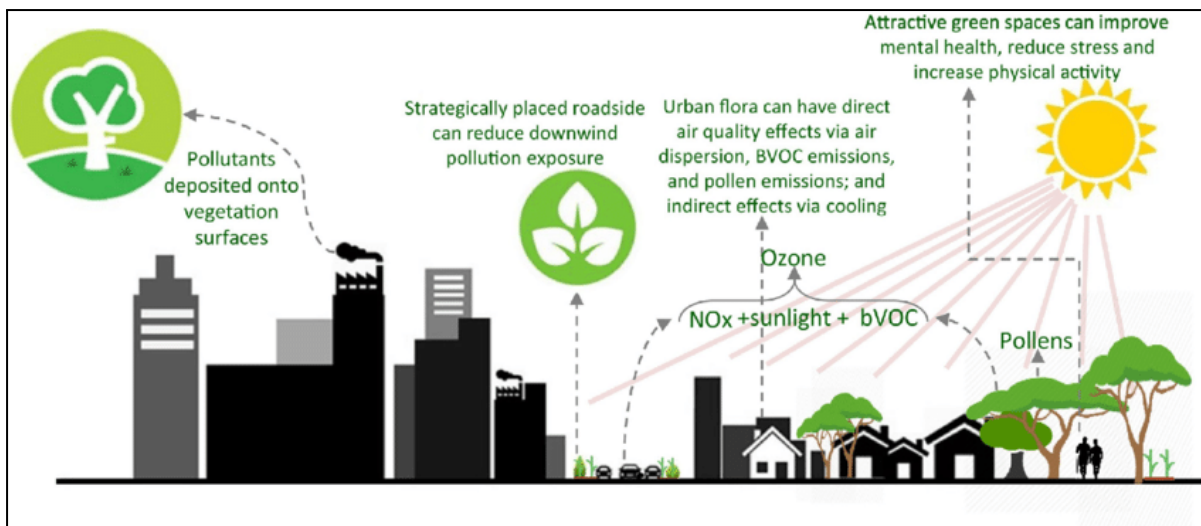 Attractive green spaces can improve
mental health, reduce stress and
increase physical activity
Strategically placed roadside
can reduce downwind
pollution exposure
Urban flora can have direct
air quality effects via air
dispersion, BVOC emissions,
and pollen emissions; and
indirect effects via cooling
Pollutants
deposited onto
vegetation
surfaces
Ozone
NOx +sunlight + bVOC
Pollens